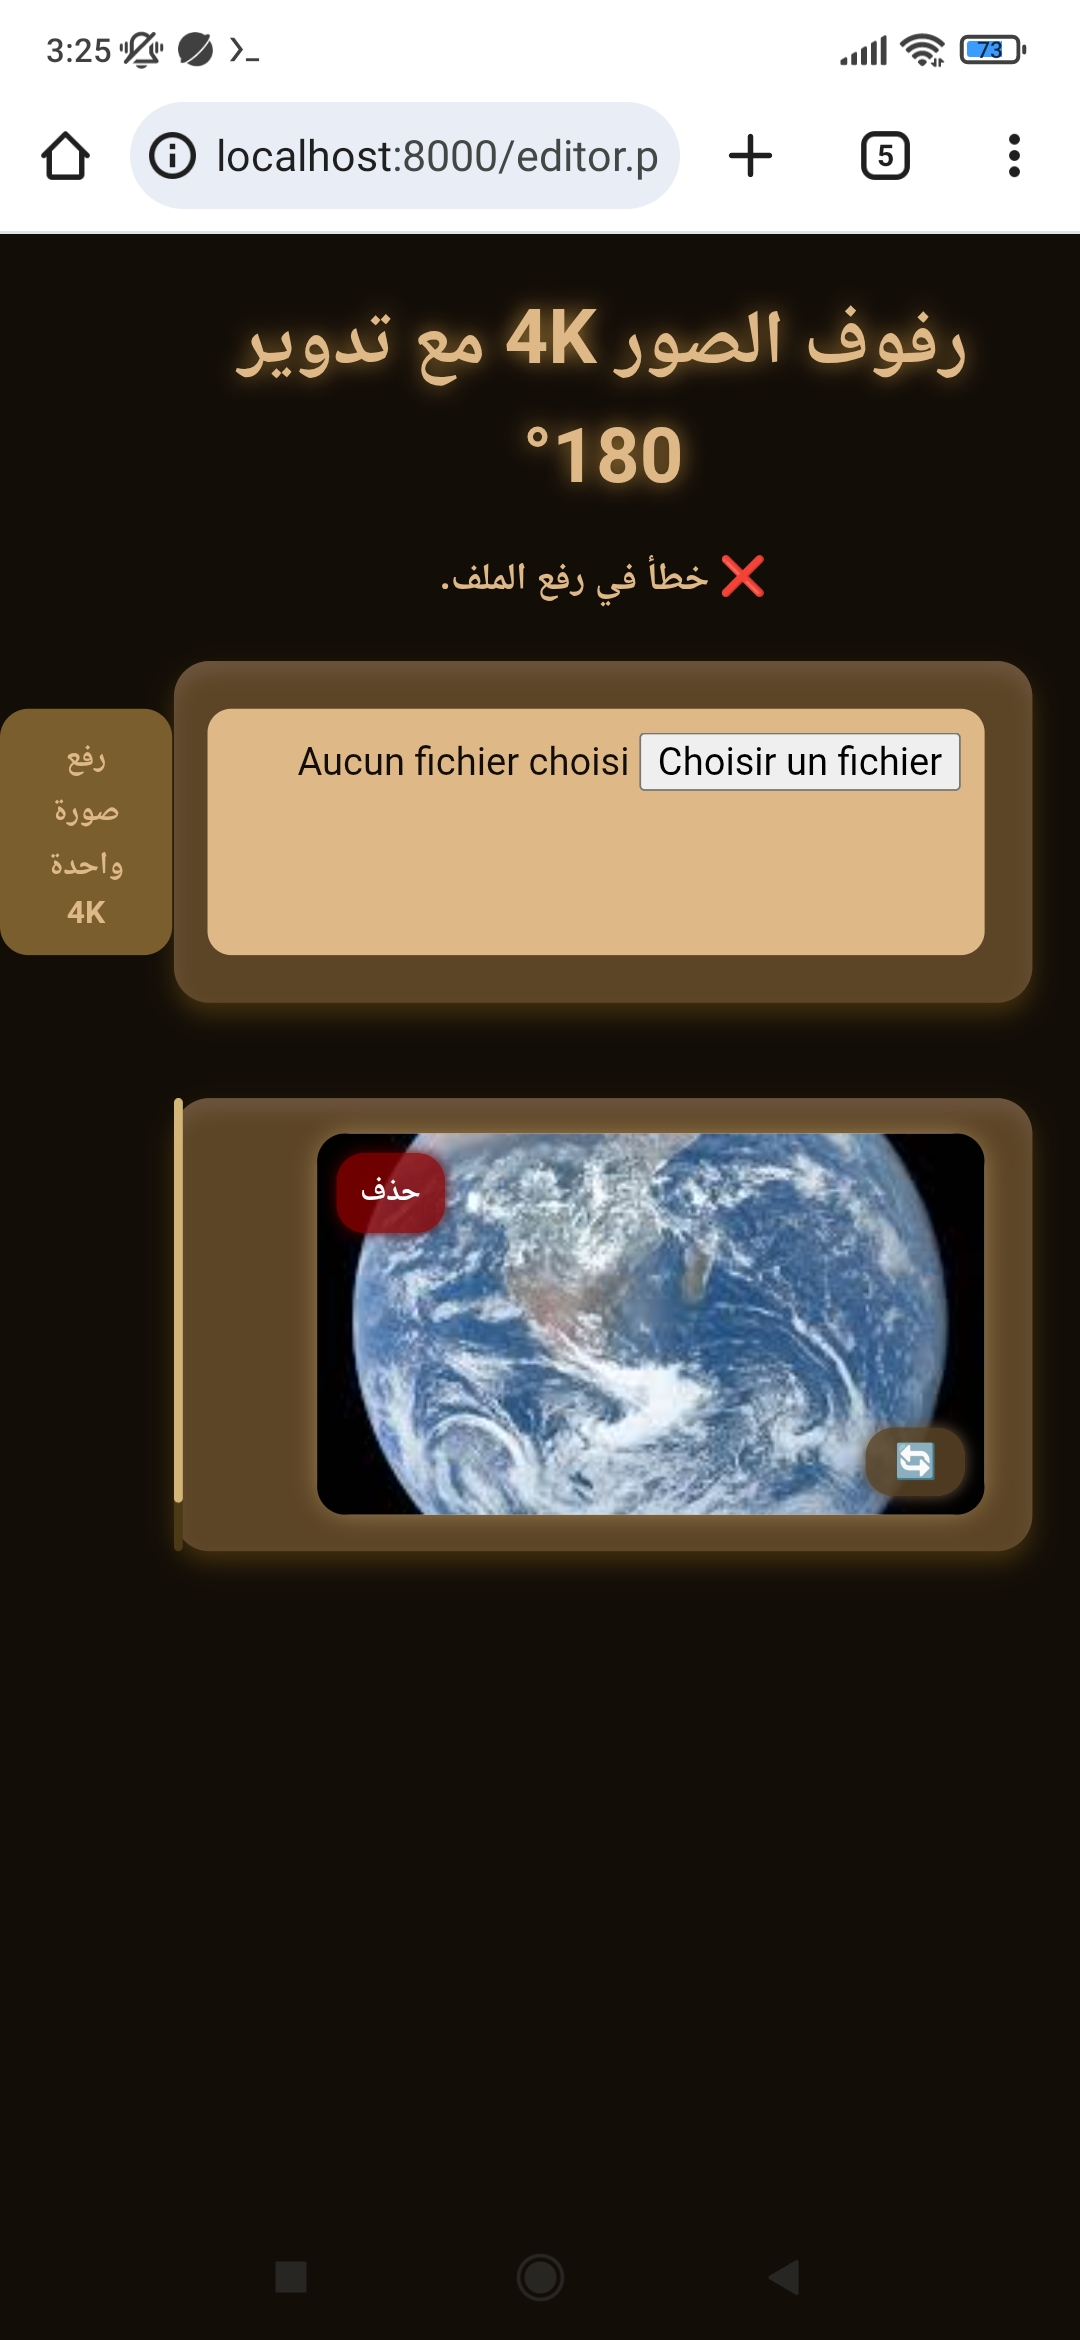 3:25
73
localhost:8000/editor.p
5
رفوف الصور 4K مع تدوير
180°
❌ خطأ في رفع الملف.
Choisir un fichier Aucun fichier choisi
رفع
صورة
واحدة
4K
حذف